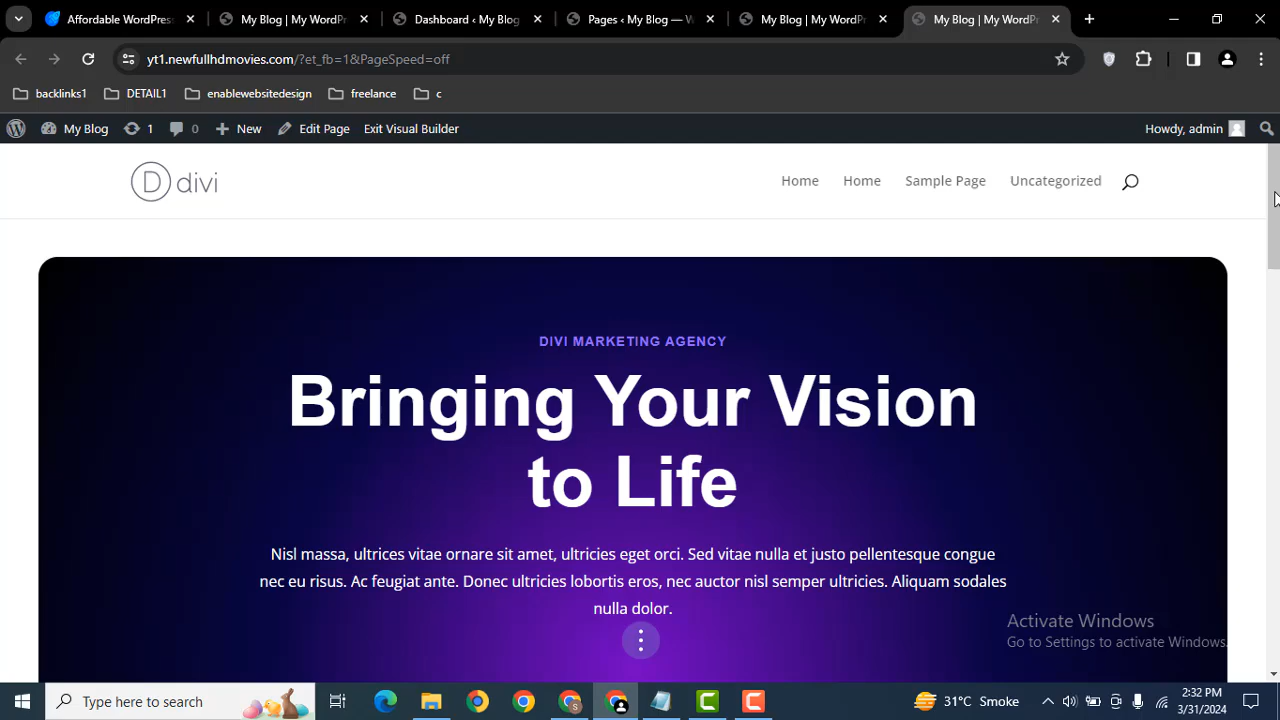 Affordable WordPress
My Blog | My WordPr
Dashboard ‹ My Blog
Pages ‹ My Blog — W
My Blog | My WordPr
My Blog | My WordPr
yt1.newfullhdmovies.com/?et_fb=1&PageSpeed=off
backlinks1 DETAIL1 enablewebsitedesign freelance c
My Blog 1 0 New Edit Page Exit Visual Builder Howdy, admin
D divi Home Home Sample Page Uncategorized
DIVI MARKETING AGENCY
Bringing Your Vision
to Life
Nisl massa, ultrices vitae ornare sit amet, ultricies eget orci. Sed vitae nulla et justo pellentesque congue
nec eu risus. Ac feugiat ante. Donec ultricies lobortis eros, nec auctor nisl semper ultricies. Aliquam sodales
nulla dolor.
Activate Windows
Go to Settings to activate Windows.
Type here to search
S
C
C
31°C Smoke
2:32 PM
3/31/2024